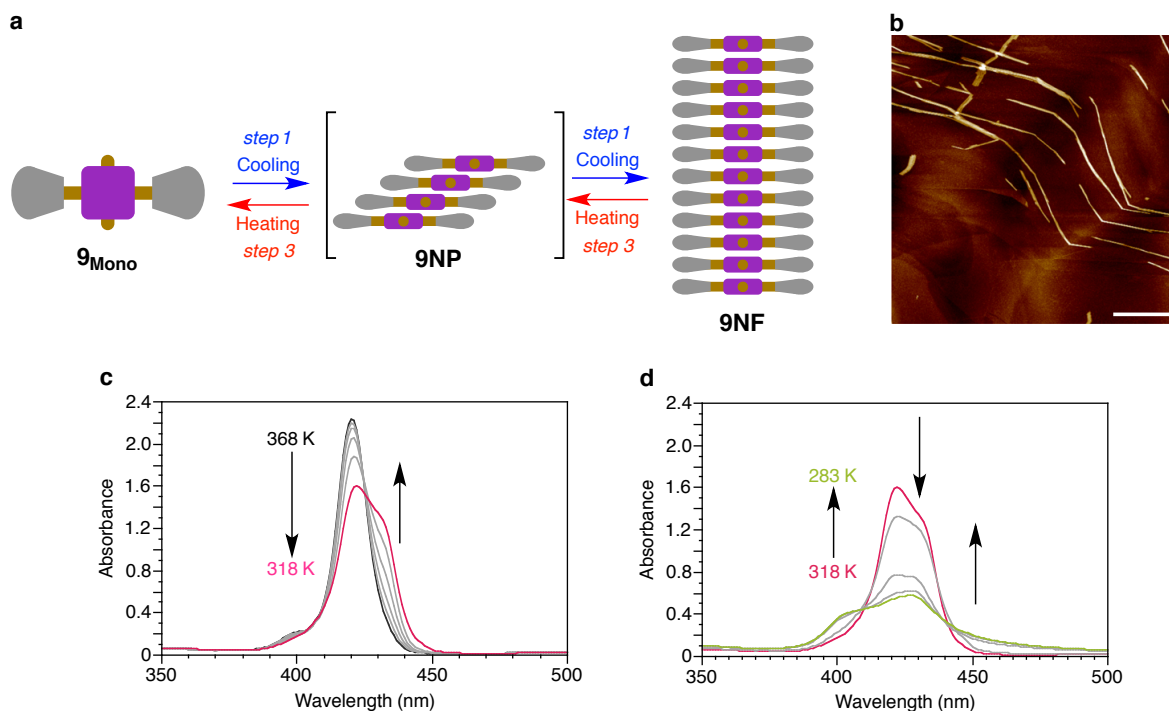 a
b
step 1
Cooling
Heating
step 3
step 1
Cooling
Heating
step 3
9Mono
9NP
9NF
c
2.4
2.0
1.6
1.2
0.8
0.4
0
Absorbance
368 K
318 K
350
400
450
500
Wavelength (nm)
d
2.4
2.0
1.6
1.2
0.8
0.4
0
Absorbance
283 K
318 K
350
400
450
500
Wavelength (nm)